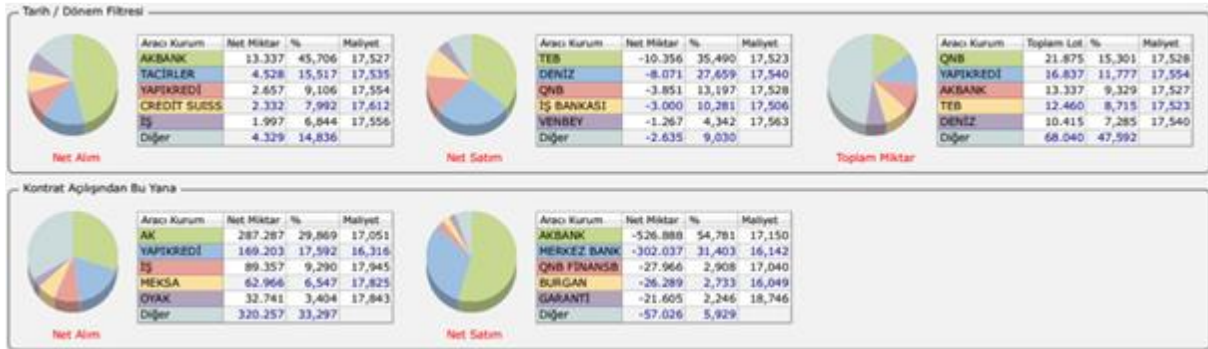 Tarih / Dönem Filtresi
Aracı Kurum Net Miktar % Maliyet
AKBANK 13.337 45,706 17,527
TACİRLER 4.528 15,517 17,535
YAPIKREDİ 2.657 9,106 17,554
CREDIT SUISS 2.332 7,992 17,612
İŞ 1.997 6,844 17,556
Diğer 4.329 14,836
Net Alım
Aracı Kurum Net Miktar % Maliyet
TEB -10.356 35,490 17,523
DENİZ -8.071 27,659 17,540
QNB -3.851 13,197 17,528
İŞ BANKASI -3.000 10,281 17,506
VENBEY -1.267 4,342 17,563
Diğer -2.635 9,030
Net Satım
Aracı Kurum Toplam Lot % Maliyet
QNB 21.875 15,301 17,528
YAPIKREDİ 16.837 11,777 17,554
AKBANK 13.337 9,329 17,527
TEB 12.460 8,715 17,523
DENİZ 10.415 7,285 17,540
Diğer 68.040 47,592
Toplam Miktar
Kontrat Açılışından Bu Yana
Aracı Kurum Net Miktar % Maliyet
AK 287.287 29,869 17,051
YAPIKREDİ 169.203 17,592 16,316
İŞ 89.357 9,290 17,945
MEKSA 62.966 6,547 17,825
OYAK 32.741 3,404 17,843
Diğer 320.257 33,297
Net Alım
Aracı Kurum Net Miktar % Maliyet
AKBANK -526.888 54,781 17,150
MERKEZ BANK -302.037 31,403 16,142
QNB FİNANSB -27.966 2,908 17,040
BURGAN -26.289 2,733 16,049
GARANTİ -21.605 2,246 18,746
Diğer -57.026 5,929
Net Satım